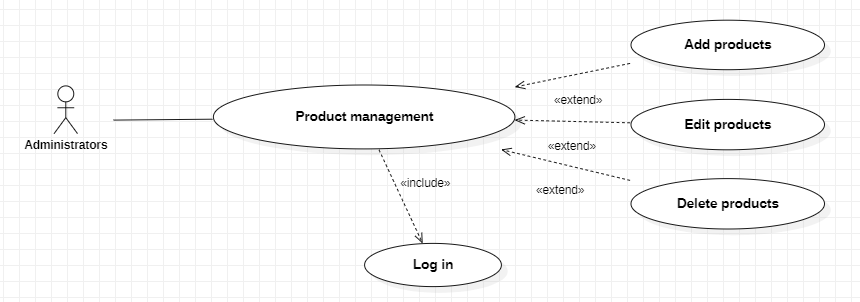 Add products
Product management
«extend»
Edit products
Administrators
«extend»
«include»
«extend»
Delete products
Log in